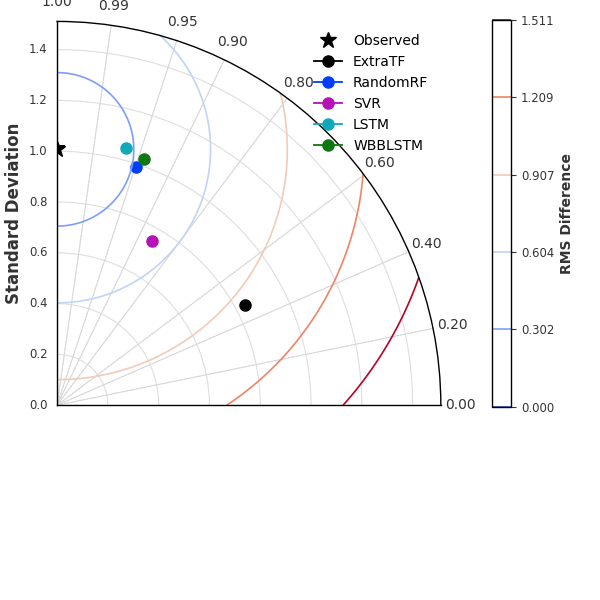 1.00
0.99
0.95
0.90
0.80
0.60
0.40
0.20
0.00
1.4
1.2
1.0
0.8
0.6
0.4
0.2
0.0
Standard Deviation
Observed
ExtraTF
RandomRF
SVR
LSTM
WBBLSTM
1.511
1.209
0.907
0.604
0.302
0.000
RMS Difference